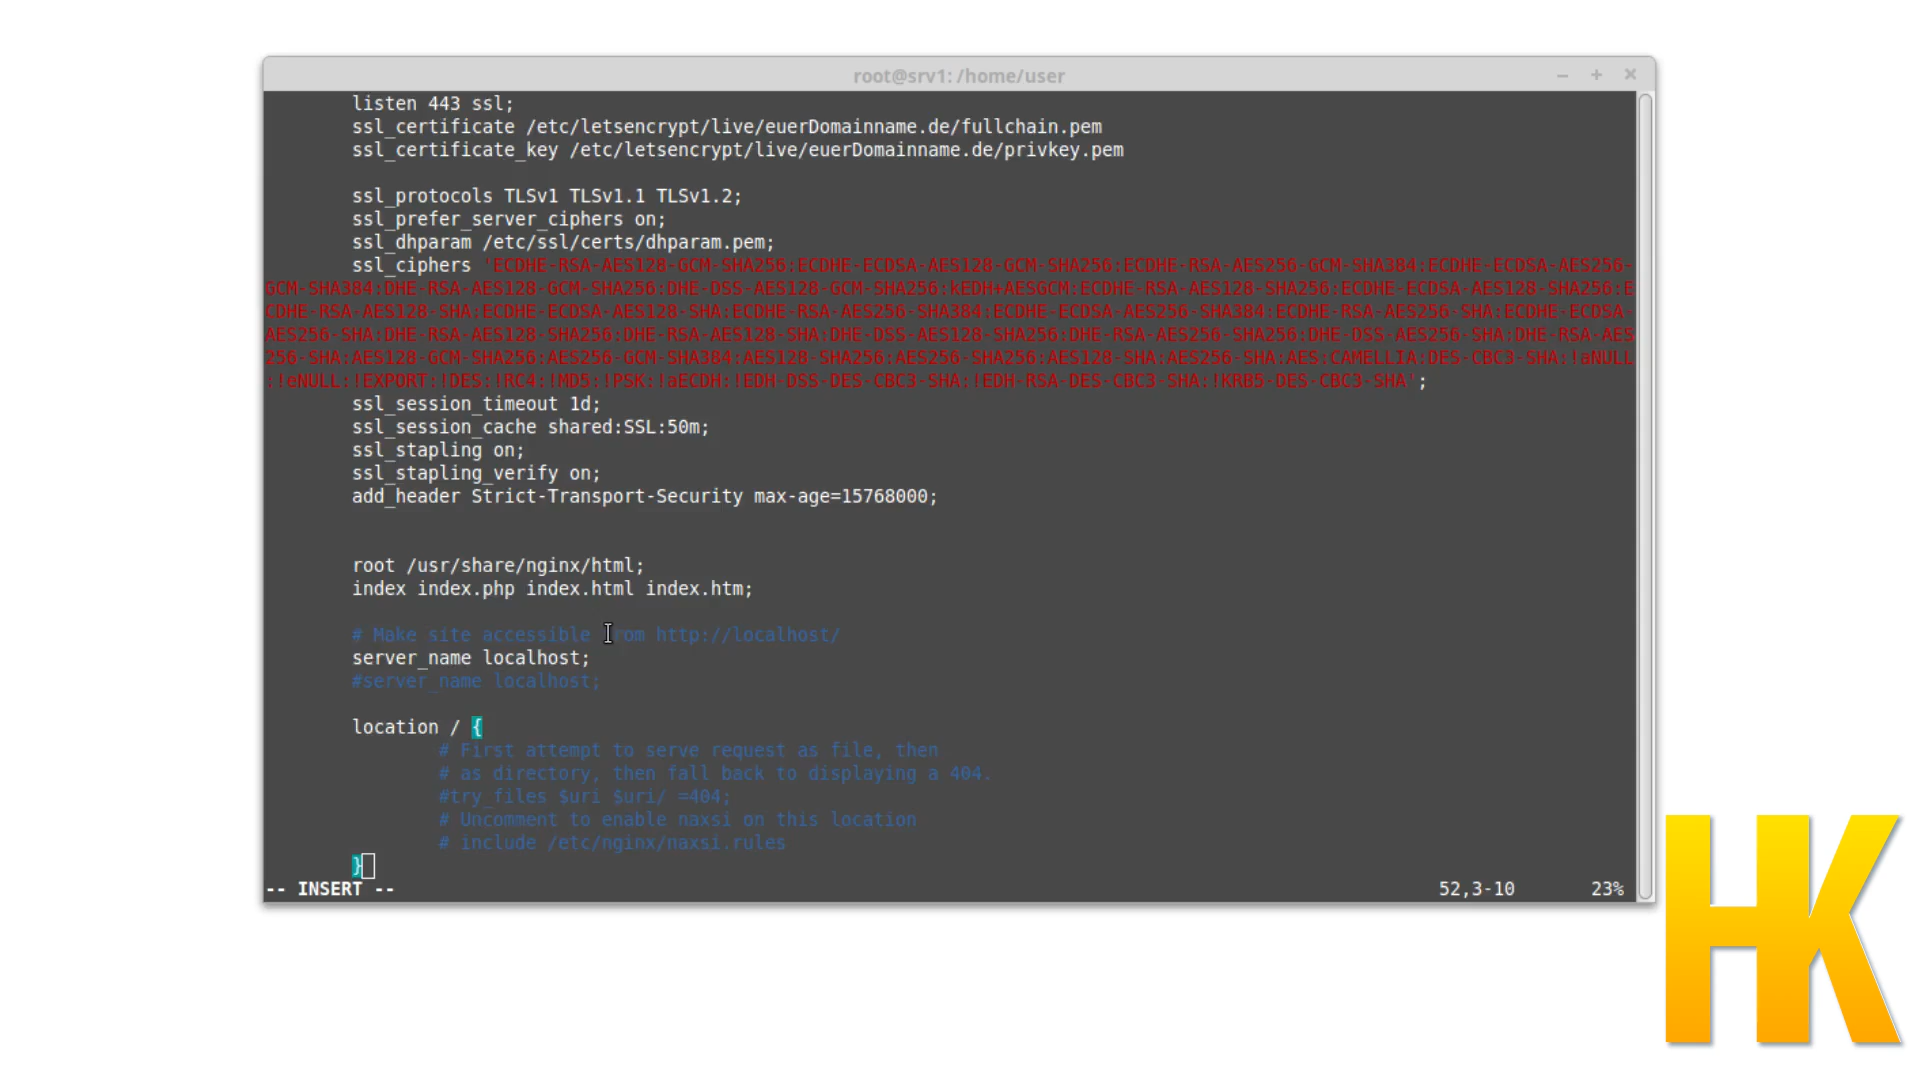 root@srv1: /home/user
listen 443 ssl;
ssl_certificate /etc/letsencrypt/live/euerDomainname.de/fullchain.pem
ssl_certificate_key /etc/letsencrypt/live/euerDomainname.de/privkey.pem
ssl_protocols TLSv1 TLSv1.1 TLSv1.2;
ssl_prefer_server_ciphers on;
ssl_dhparam /etc/ssl/certs/dhparam.pem;
ssl_ciphers 'ECDHE-RSA-AES128-GCM-SHA256:ECDHE-ECDSA-AES128-GCM-SHA256:ECDHE-RSA-AES256-GCM-SHA384:ECDHE-ECDSA-AES256-
GCM-SHA384:DHE-RSA-AES128-GCM-SHA256:DHE-DSS-AES128-GCM-SHA256:kEDH+AESGCM:ECDHE-RSA-AES128-SHA256:ECDHE-ECDSA-AES128-SHA256:E
CDHE-RSA-AES128-SHA:ECDHE-ECDSA-AES128-SHA:ECDHE-RSA-AES256-SHA384:ECDHE-ECDSA-AES256-SHA384:ECDHE-RSA-AES256-SHA:ECDHE-ECDSA-
AES256-SHA:DHE-RSA-AES128-SHA256:DHE-RSA-AES128-SHA:DHE-DSS-AES128-SHA256:DHE-RSA-AES256-SHA256:DHE-DSS-AES256-SHA:DHE-RSA-AES
256-SHA:AES128-GCM-SHA256:AES256-GCM-SHA384:AES128-SHA256:AES256-SHA256:AES128-SHA:AES256-SHA:AES:CAMELLIA:DES-CBC3-SHA:!aNULL
:!eNULL:!EXPORT:!DES:!RC4:!MD5:!PSK:!aECDH:!EDH-DSS-DES-CBC3-SHA:!EDH-RSA-DES-CBC3-SHA:!KRB5-DES-CBC3-SHA';
ssl_session_timeout 1d;
ssl_session_cache shared:SSL:50m;
ssl_stapling on;
ssl_stapling_verify on;
add_header Strict-Transport-Security max-age=15768000;
root /usr/share/nginx/html;
index index.php index.html index.htm;
# Make site accessible from http://localhost/
server_name localhost;
#server_name localhost;
location / {
# First attempt to serve request as file, then
# as directory, then fall back to displaying a 404.
#try_files $uri $uri/ =404;
# Uncomment to enable naxsi on this location
# include /etc/nginx/naxsi.rules
}
-- INSERT -- 52,3-10 23%
HK